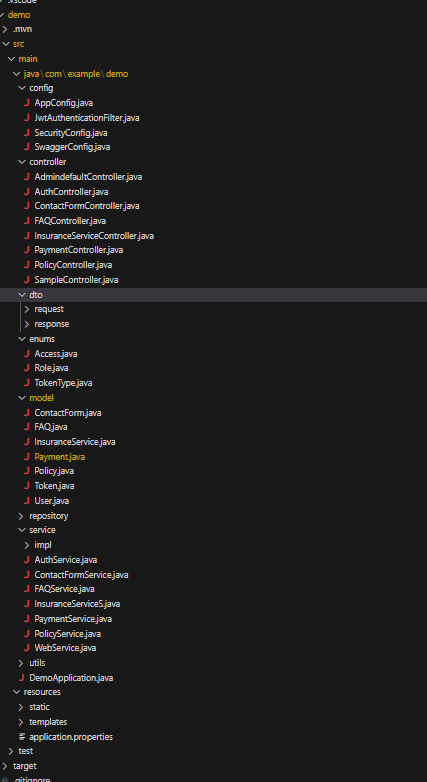 .vscode
demo
.mvn
src
main
java\com\example\demo
config
AppConfig.java
JwtAuthenticationFilter.java
SecurityConfig.java
SwaggerConfig.java
controller
AdmindefaultController.java
AuthController.java
ContactFormController.java
FAQController.java
InsuranceServiceController.java
PaymentController.java
PolicyController.java
SampleController.java
dto
request
response
enums
Access.java
Role.java
TokenType.java
model
ContactForm.java
FAQ.java
InsuranceService.java
Payment.java
Policy.java
Token.java
User.java
repository
service
impl
AuthService.java
ContactFormService.java
FAQService.java
InsuranceServiceS.java
PaymentService.java
PolicyService.java
WebService.java
utils
DemoApplication.java
resources
static
templates
application.properties
test
target
.gitignore